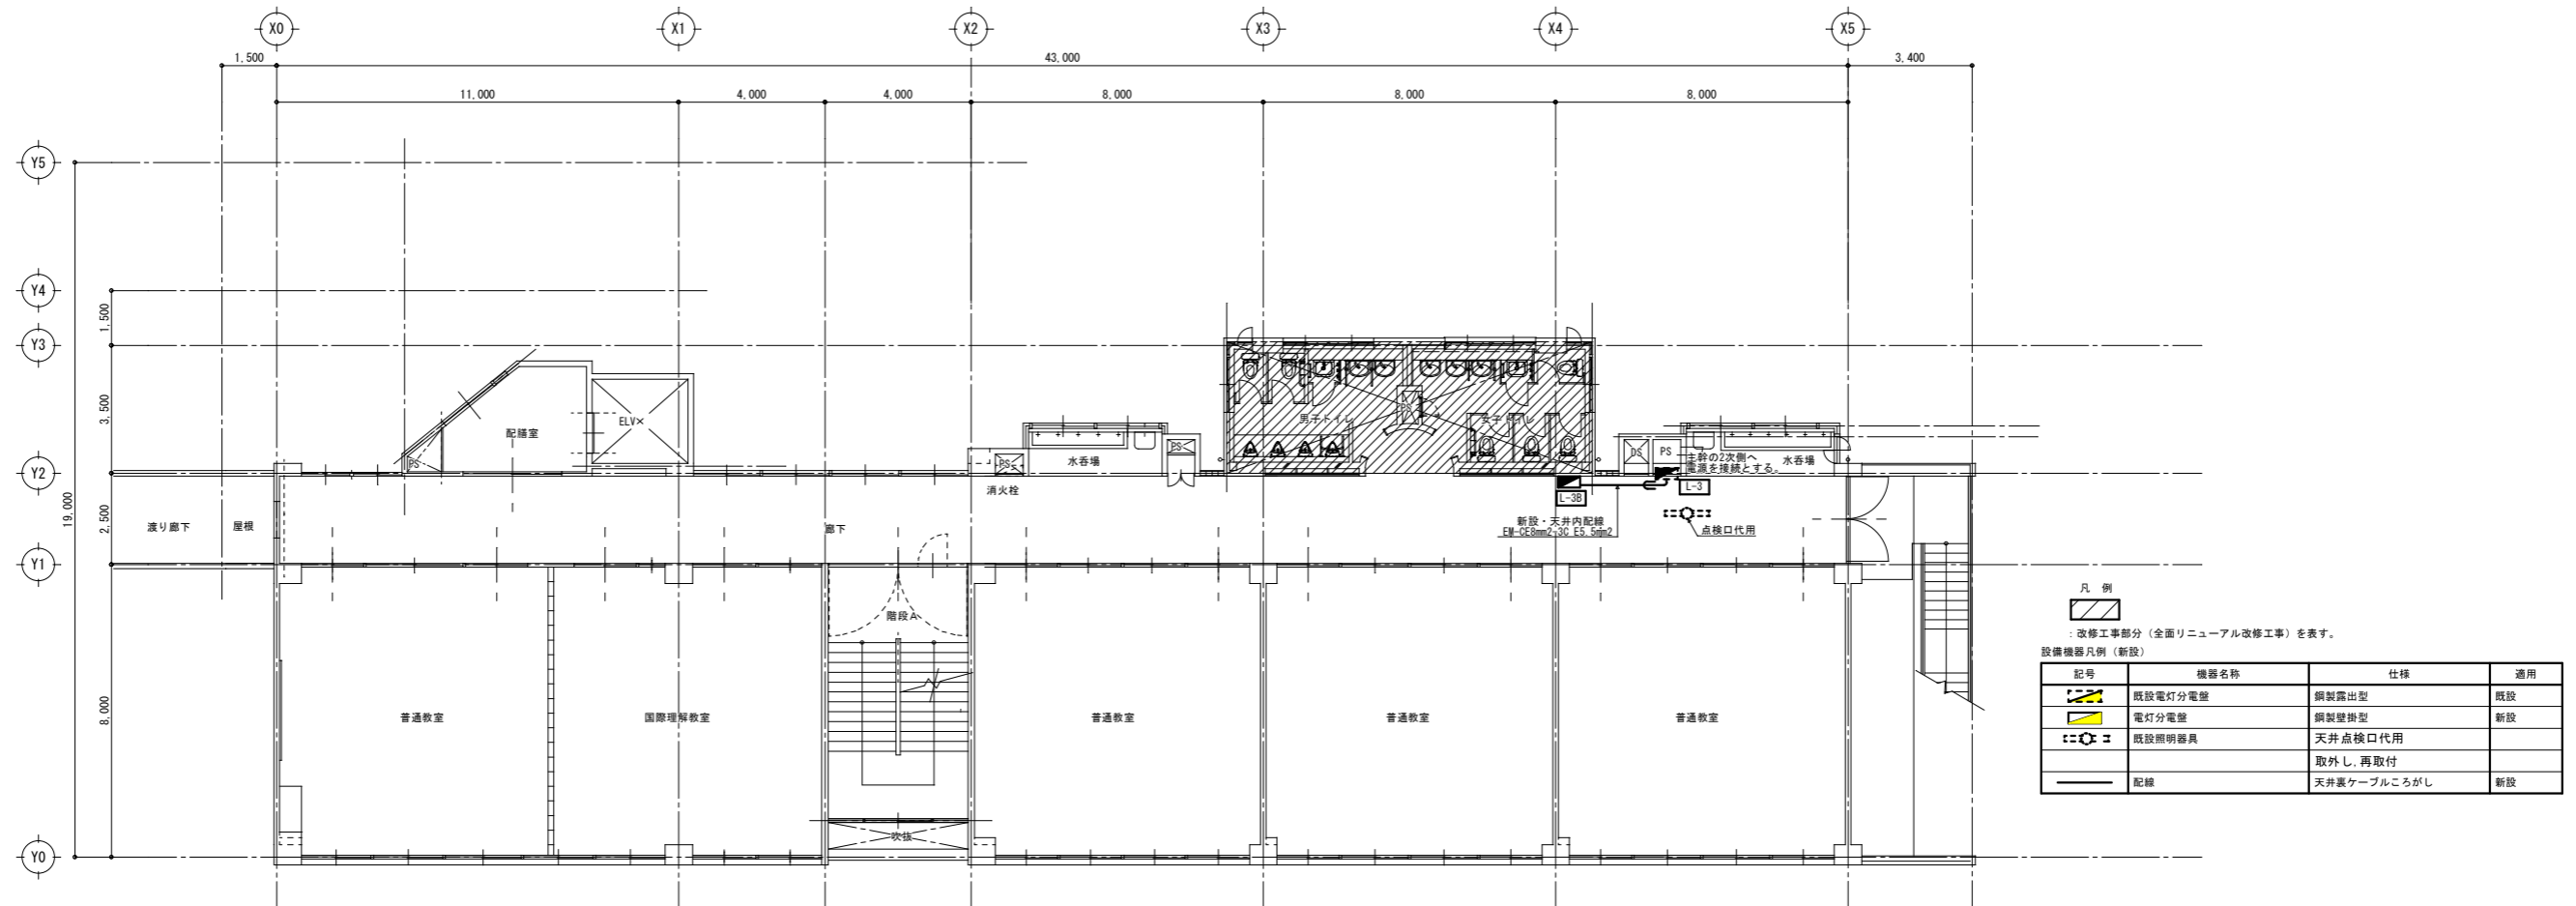 X0
X1
X2
X3
X4
X5
1,500
43,000
3,400
11,000
4,000
4,000
8,000
8,000
8,000
Y5
Y4
Y3
Y2
Y1
Y0
19,000
1,500
3,500
2,500
8,000
配膳室
ELV
PS
PS
消火栓
水呑場
PS
男子トイレ
PS
女子トイレ
DS
PS
主幹の2次側へ
電源を接続とする。
水呑場
L-3B
L-3
新設・天井内配線
EM-CE8mm2-3C E5.5mm2
点検口代用
渡り廊下
屋根
廊下
階段A
吹抜
普通教室
国際理解教室
普通教室
普通教室
普通教室
凡 例
：改修工事部分（全面リニューアル改修工事）を表す。
設備機器凡例（新設）
記号 機器名称 仕様 適用
既設電灯分電盤 鋼製露出型 既設
電灯分電盤 鋼製壁掛型 新設
既設照明器具 天井点検口代用
取外し,再取付
配線 天井裏ケーブルころがし 新設